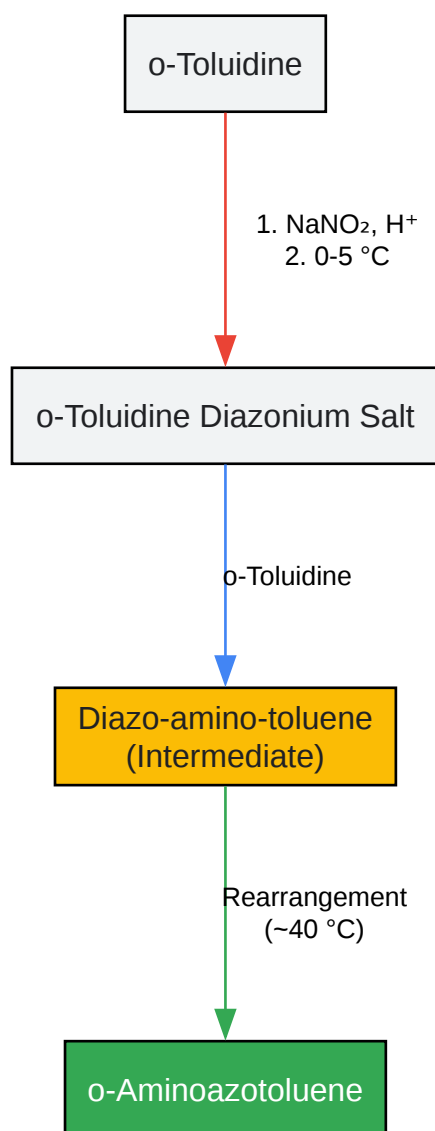 o-Toluidine
1. NaNO₂, H⁺
2. 0-5 °C
o-Toluidine Diazonium Salt
o-Toluidine
Diazo-amino-toluene
(Intermediate)
Rearrangement
(~40 °C)
o-Aminoazotoluene